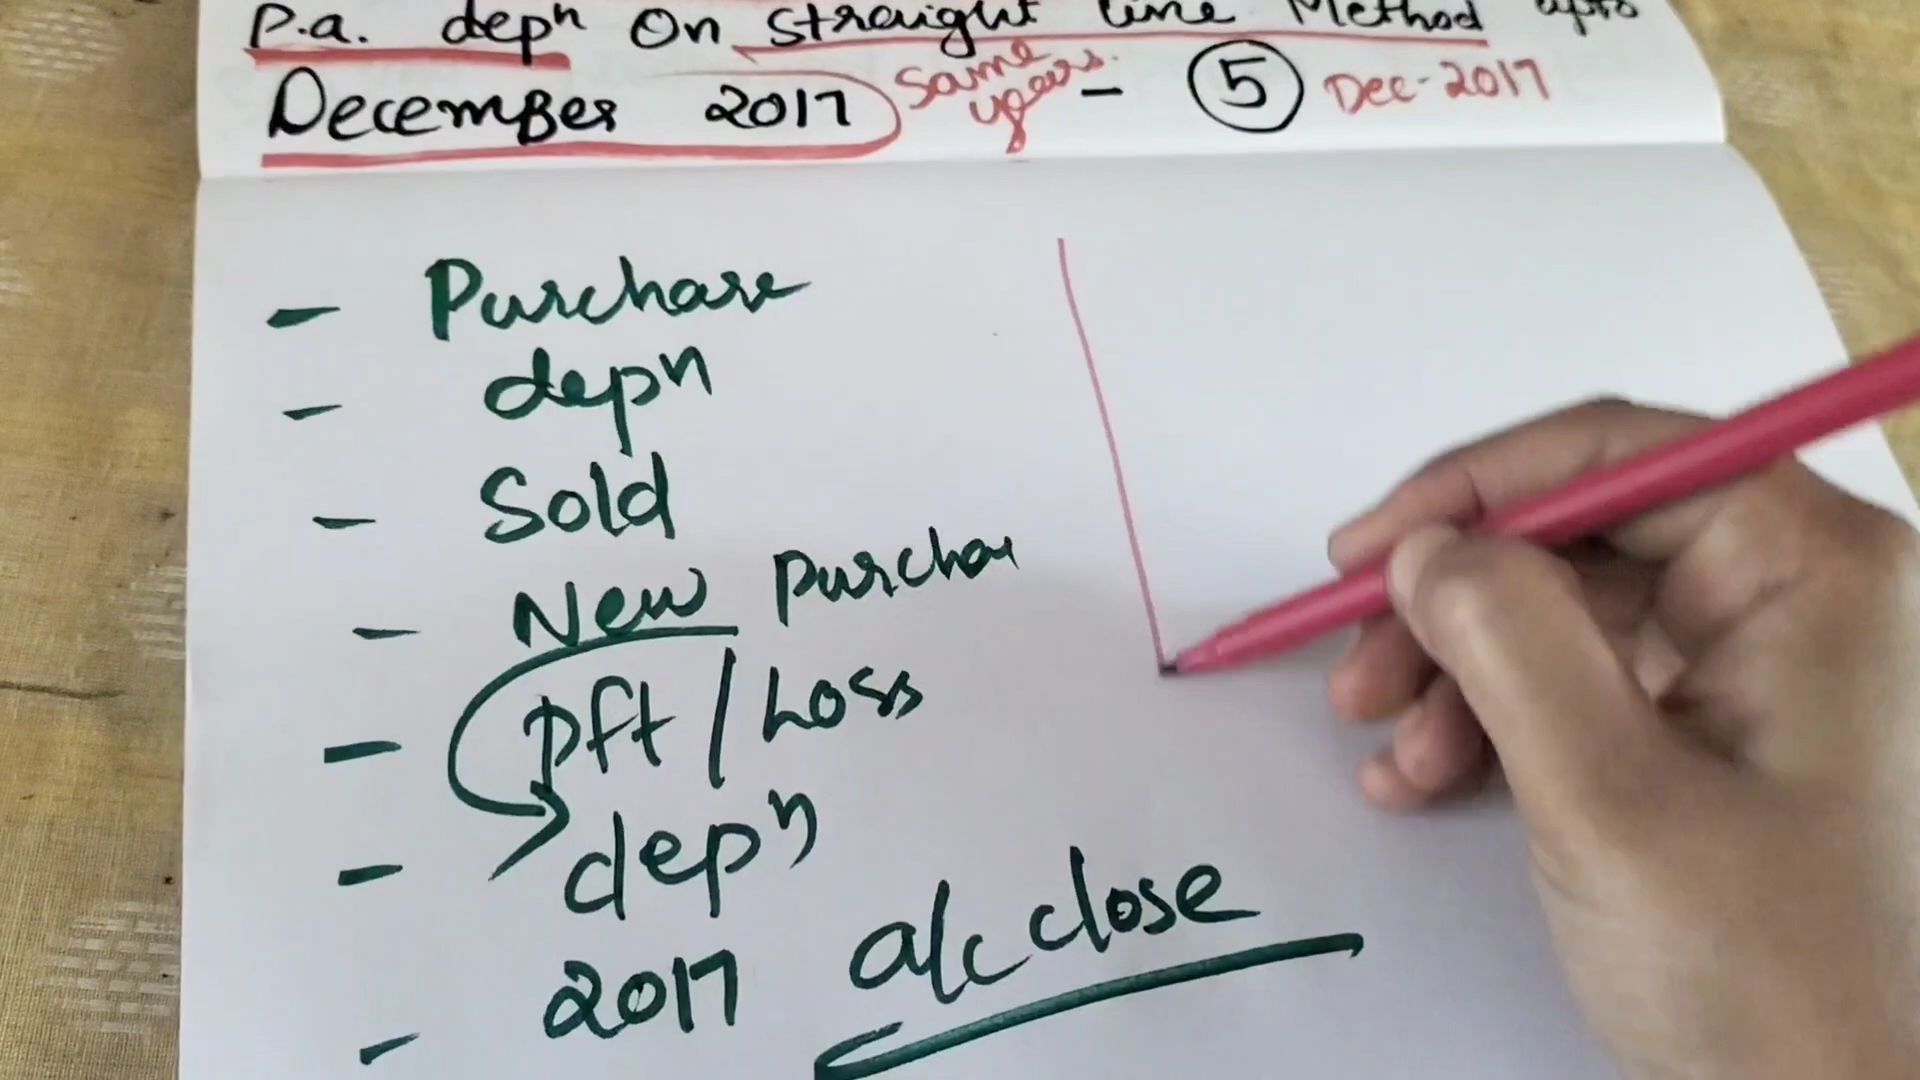 p.a. depⁿ On straight line Method upto
December 2017 Same years. - ⑤ Dec-2017
- Purchase
- depⁿ
- Sold
- New purchas
- pft / Loss
- depⁿ
- 2017 a/c close